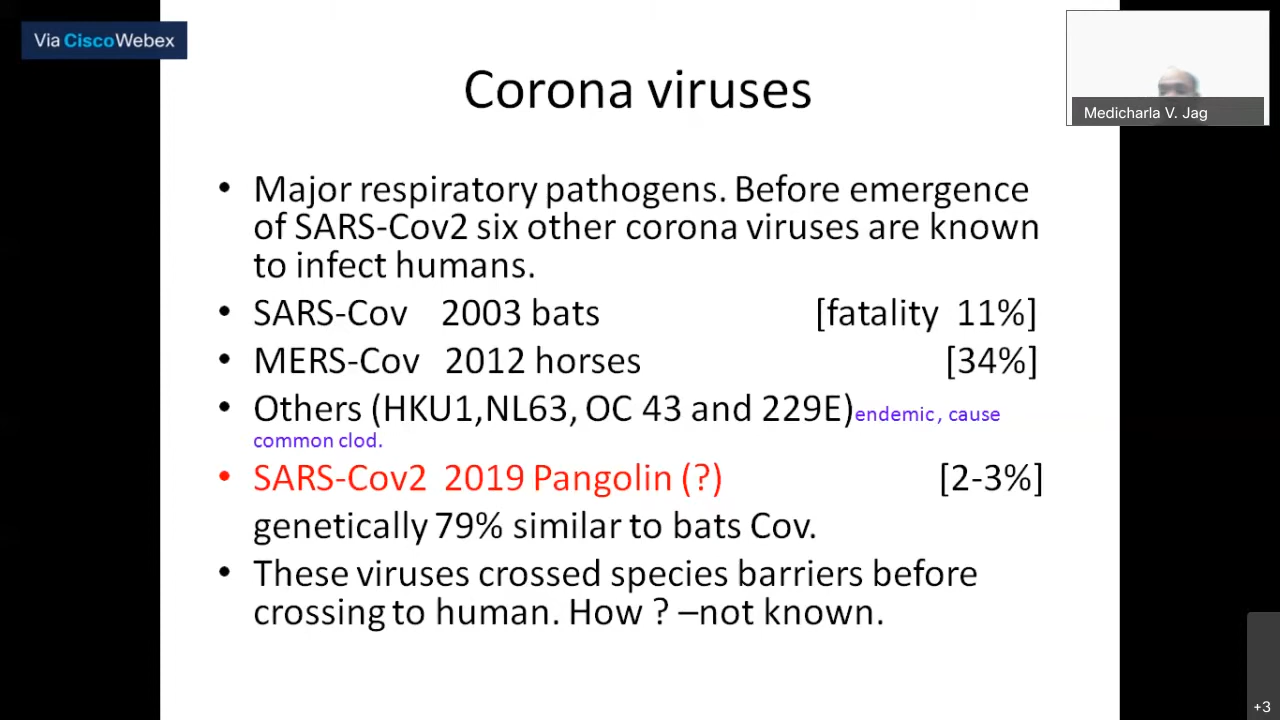 Via CiscoWebex
Medicharla V. Jag
Corona viruses
• Major respiratory pathogens. Before emergence
of SARS-Cov2 six other corona viruses are known
to infect humans.
• SARS-Cov 2003 bats [fatality 11%]
• MERS-Cov 2012 horses [34%]
• Others (HKU1,NL63, OC 43 and 229E)endemic , cause
common clod.
• SARS-Cov2 2019 Pangolin (?) [2-3%]
genetically 79% similar to bats Cov.
• These viruses crossed species barriers before
crossing to human. How ? –not known.
+3